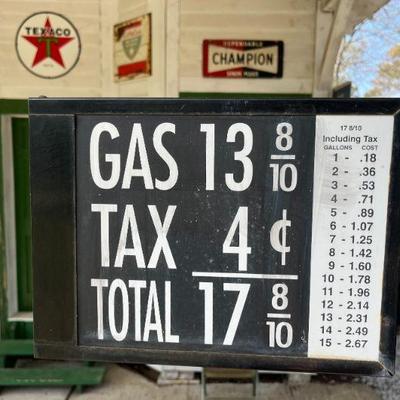 TEXACO
T
DEPENDABLE
CHAMPION
SPARK PLUGS
GAS 13 8/10
TAX 4 ¢
TOTAL 17 8/10
17 8/10
Including Tax
GALLONS COST
1 - .18
2 - .36
3 - .53
4 - .71
5 - .89
6 - 1.07
7 - 1.25
8 - 1.42
9 - 1.60
10 - 1.78
11 - 1.96
12 - 2.14
13 - 2.31
14 - 2.49
15 - 2.67